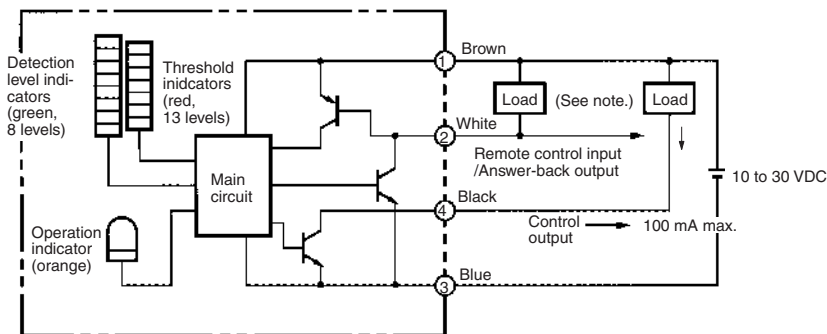 Detection
level indi-
cators
(green,
8 levels)
Threshold
inidcators
(red,
13 levels)
Main
circuit
Operation
indicator
(orange)
1
Brown
Load
(See note.)
Load
2
White
Remote control input
/Answer-back output
10 to 30 VDC
4
Black
Control
output
100 mA max.
3
Blue